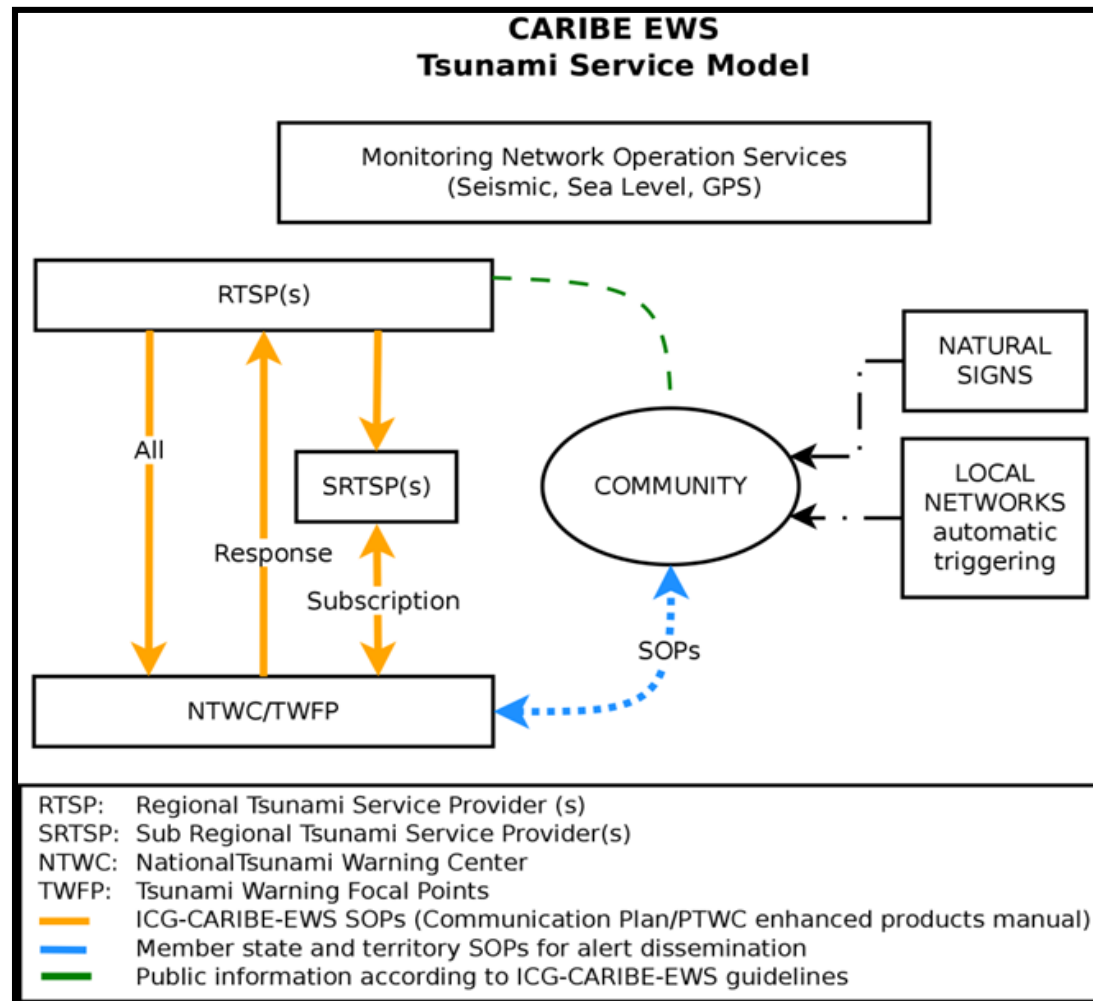 CARIBE EWS
Tsunami Service Model
Monitoring Network Operation Services
(Seismic, Sea Level, GPS)
RTSP(s)
NATURAL
SIGNS
All
SRTSP(s)
COMMUNITY
LOCAL
NETWORKS
automatic
triggering
Response
Subscription
SOPs
NTWC/TWFP
RTSP: Regional Tsunami Service Provider (s)
SRTSP: Sub Regional Tsunami Service Provider(s)
NTWC: NationalTsunami Warning Center
TWFP: Tsunami Warning Focal Points
ICG-CARIBE-EWS SOPs (Communication Plan/PTWC enhanced products manual)
Member state and territory SOPs for alert dissemination
Public information according to ICG-CARIBE-EWS guidelines